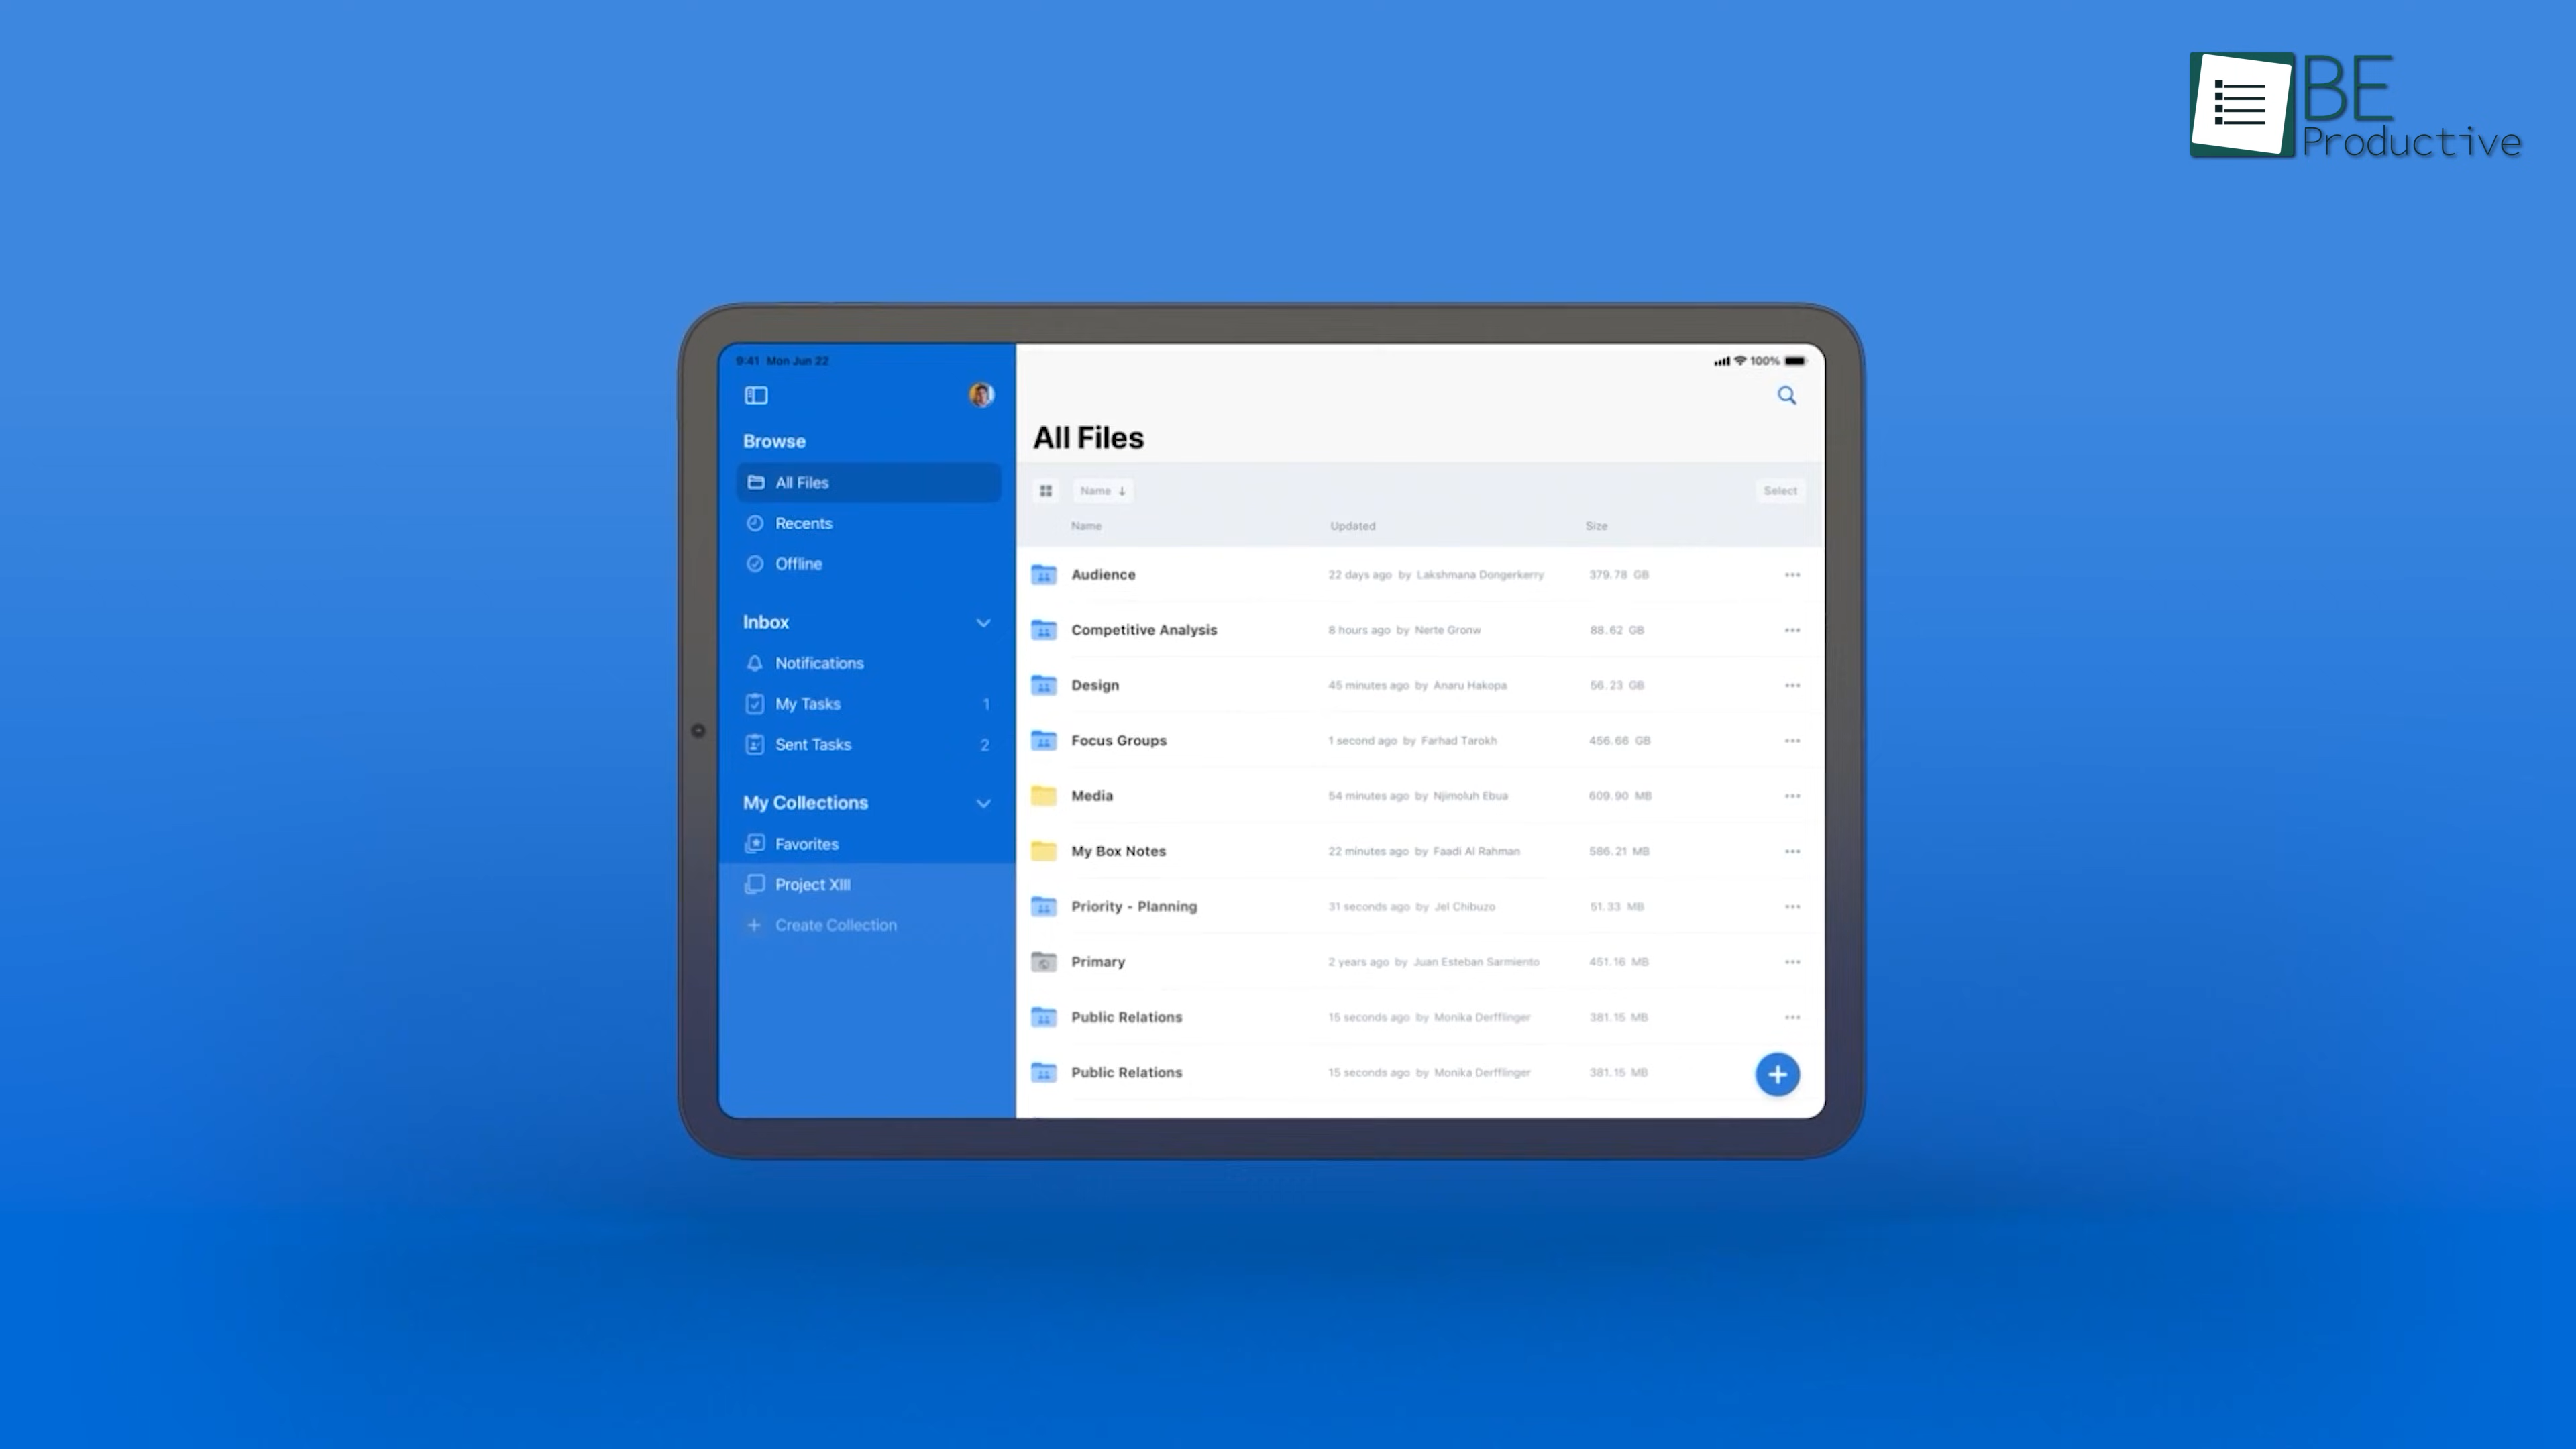 BE
Productive
9:41 Mon Jun 22
100%
Browse
All Files
Recents
Offline
Inbox
Notifications
My Tasks 1
Sent Tasks 2
My Collections
Favorites
Project XIII
+ Create Collection
All Files
Name ↓ Select
Name Updated Size
Audience 22 days ago by Lakshmana Dongerkerry 379.78 GB
Competitive Analysis 8 hours ago by Nerte Gronw 88.62 GB
Design 45 minutes ago by Anaru Hakopa 56.23 GB
Focus Groups 1 second ago by Farhad Tarokh 456.66 GB
Media 54 minutes ago by Njimoluh Ebua 609.90 MB
My Box Notes 22 minutes ago by Faadi Al Rahman 586.21 MB
Priority - Planning 31 seconds ago by Jel Chibuzo 51.33 MB
Primary 2 years ago by Juan Esteban Sarmiento 451.16 MB
Public Relations 15 seconds ago by Monika Derfflinger 381.15 MB
Public Relations 15 seconds ago by Monika Derfflinger 381.15 MB